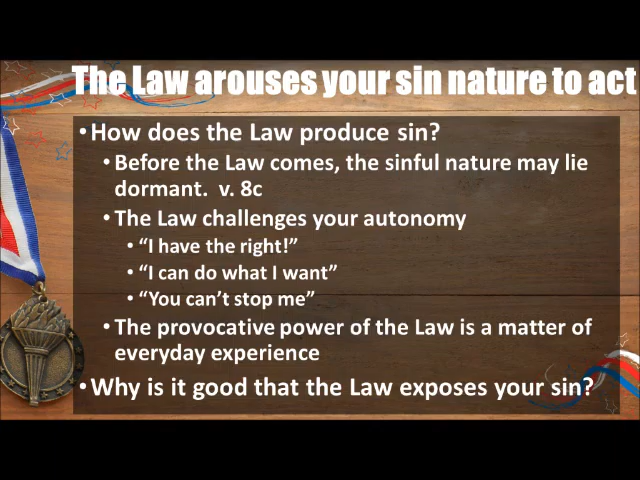 The Law arouses your sin nature to act
•How does the Law produce sin?
•Before the Law comes, the sinful nature may lie
dormant.  v. 8c
•The Law challenges your autonomy
•“I have the right!”
•“I can do what I want”
•“You can’t stop me”
•The provocative power of the Law is a matter of
everyday experience
•Why is it good that the Law exposes your sin?